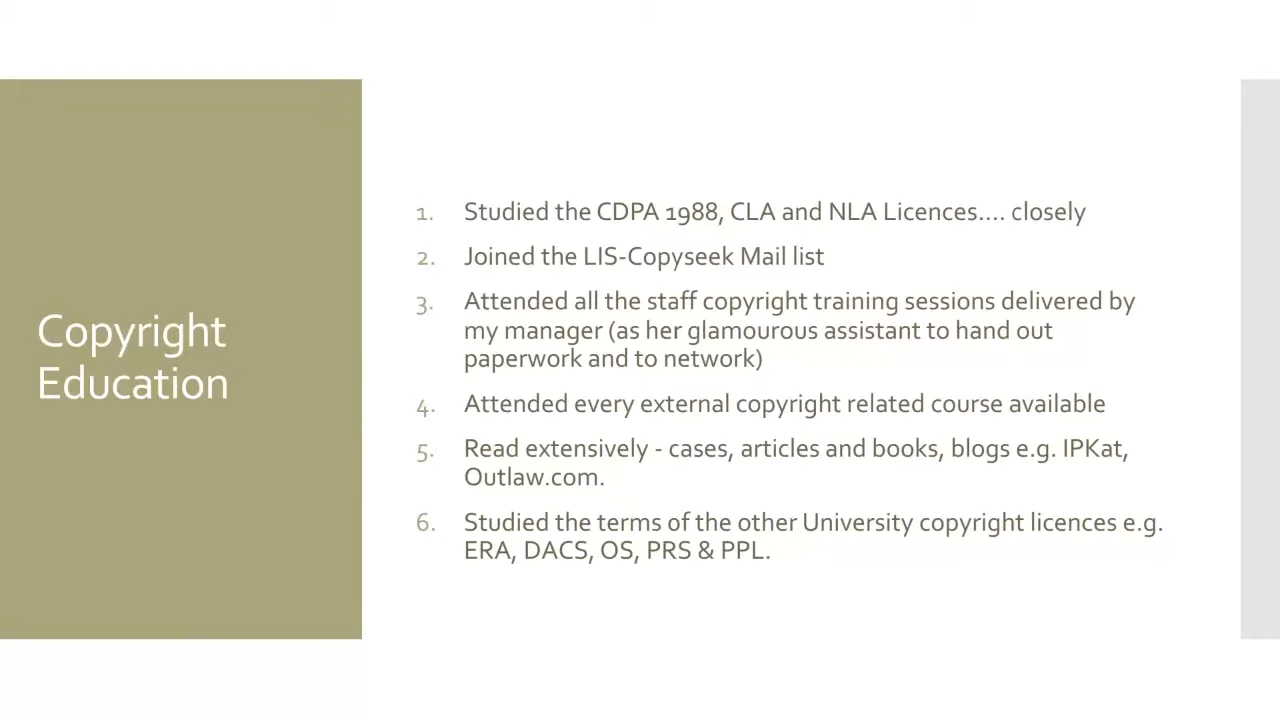 Copyright
Education
1. Studied the CDPA 1988, CLA and NLA Licences…. closely
2. Joined the LIS-Copyseek Mail list
3. Attended all the staff copyright training sessions delivered by
my manager (as her glamourous assistant to hand out
paperwork and to network)
4. Attended every external copyright related course available
5. Read extensively - cases, articles and books, blogs e.g. IPKat,
Outlaw.com.
6. Studied the terms of the other University copyright licences e.g.
ERA, DACS, OS, PRS & PPL.